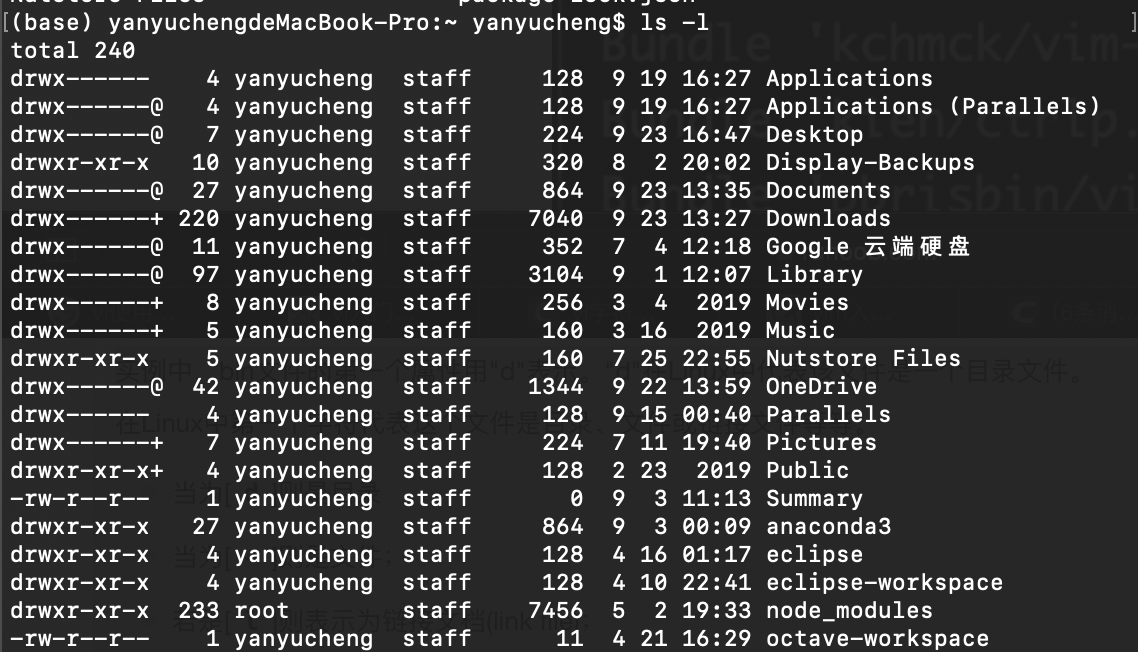 package-lock.json
(base) yanyuchengdeMacBook-Pro:~ yanyucheng$ ls -l
total 240
drwx------   4 yanyucheng  staff   128  9 19 16:27 Applications
drwx------@  4 yanyucheng  staff   128  9 19 16:27 Applications (Parallels)
drwx------@  7 yanyucheng  staff   224  9 23 16:47 Desktop
drwxr-xr-x  10 yanyucheng  staff   320  8  2 20:02 Display-Backups
drwx------@ 27 yanyucheng  staff   864  9 23 13:35 Documents
drwx------+ 220 yanyucheng  staff  7040  9 23 13:27 Downloads
drwx------@ 11 yanyucheng  staff   352  7  4 12:18 Google 云端硬盘
drwx------@ 97 yanyucheng  staff  3104  9  1 12:07 Library
drwx------+  8 yanyucheng  staff   256  3  4  2019 Movies
drwx------+  5 yanyucheng  staff   160  3 16  2019 Music
drwxr-xr-x   5 yanyucheng  staff   160  7 25 22:55 Nutstore Files
drwx------@ 42 yanyucheng  staff  1344  9 22 13:59 OneDrive
drwx------   4 yanyucheng  staff   128  9 15 00:40 Parallels
drwx------+  7 yanyucheng  staff   224  7 11 19:40 Pictures
drwxr-xr-x+  4 yanyucheng  staff   128  2 23  2019 Public
-rw-r--r--   1 yanyucheng  staff     0  9  3 11:13 Summary
drwxr-xr-x  27 yanyucheng  staff   864  9  3 00:09 anaconda3
drwxr-xr-x   4 yanyucheng  staff   128  4 16 01:17 eclipse
drwxr-xr-x   4 yanyucheng  staff   128  4 10 22:41 eclipse-workspace
drwxr-xr-x 233 root        staff  7456  5  2 19:33 node_modules
-rw-r--r--   1 yanyucheng  staff    11  4 21 16:29 octave-workspace